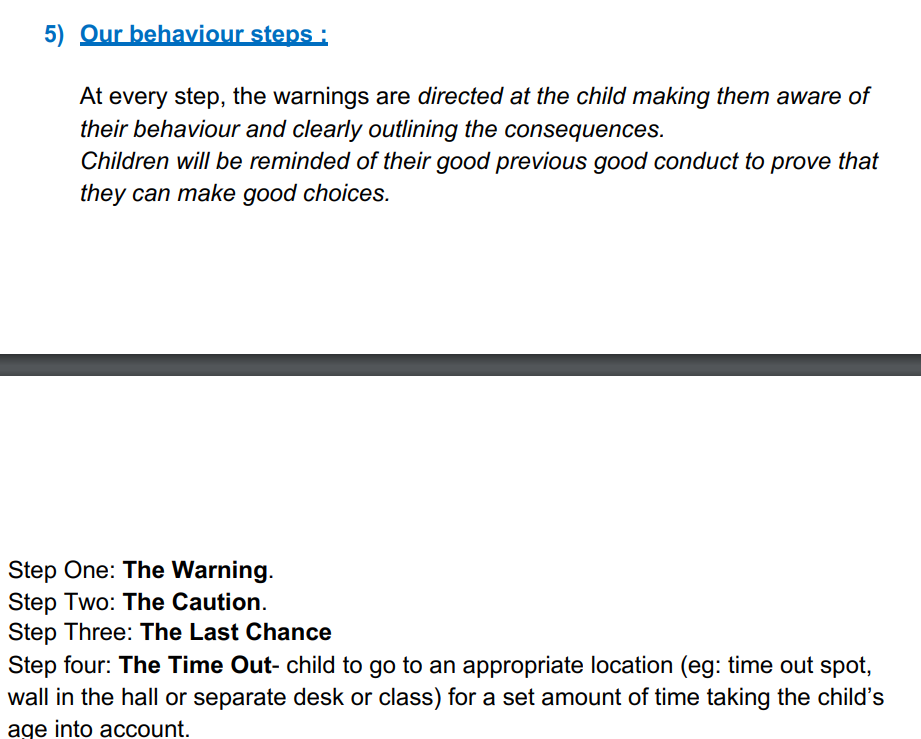 5) Our behaviour steps :
At every step, the warnings are directed at the child making them aware of
their behaviour and clearly outlining the consequences.
Children will be reminded of their good previous good conduct to prove that
they can make good choices.
Step One: The Warning.
Step Two: The Caution.
Step Three: The Last Chance
Step four: The Time Out- child to go to an appropriate location (eg: time out spot,
wall in the hall or separate desk or class) for a set amount of time taking the child’s
age into account.